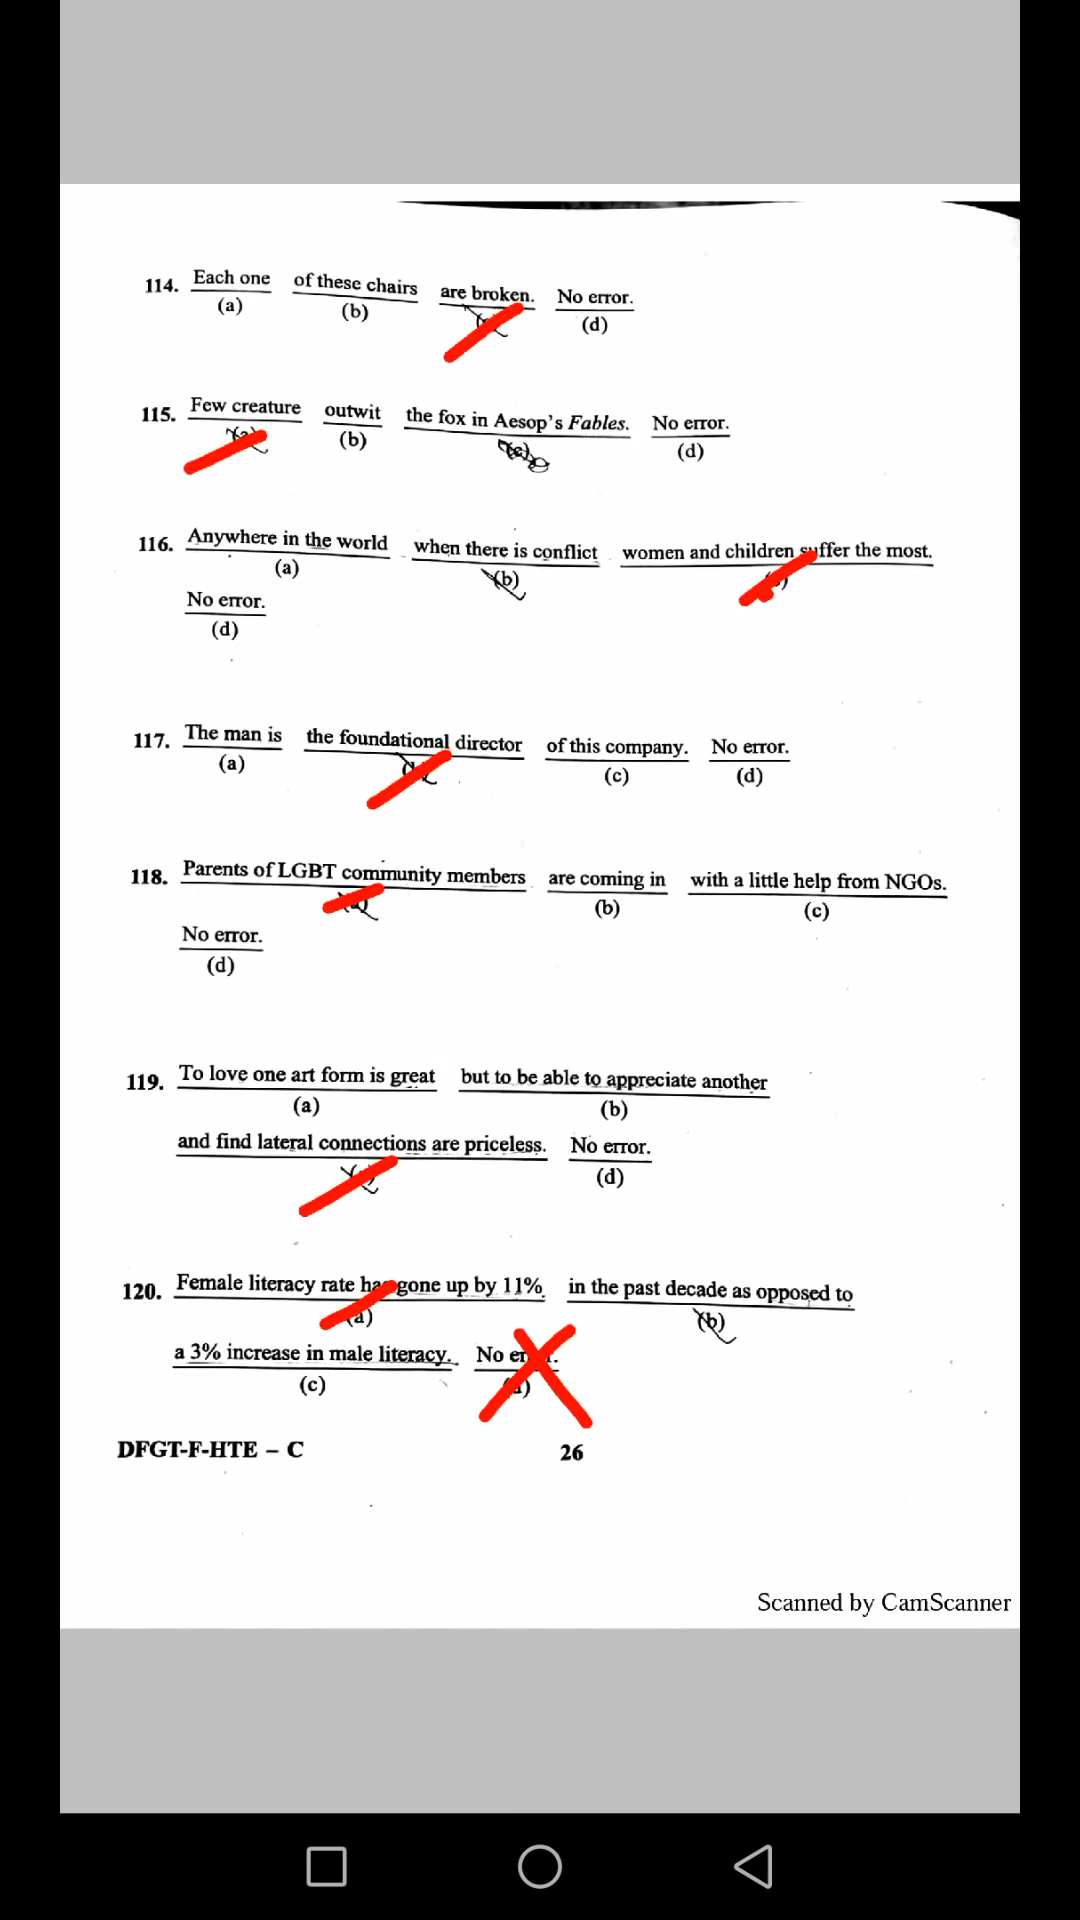 114. Each one of these chairs are broken. No error.
(a) (b) (d)
115. Few creature outwit the fox in Aesop's Fables. No error.
(a) (b) (c) (d)
116. Anywhere in the world when there is conflict women and children suffer the most.
(a) (b)
No error.
(d)
117. The man is the foundational director of this company. No error.
(a) (c) (d)
118. Parents of LGBT community members are coming in with a little help from NGOs.
(b) (c)
No error.
(d)
119. To love one art form is great but to be able to appreciate another
(a) (b)
and find lateral connections are priceless. No error.
(d)
120. Female literacy rate has gone up by 11% in the past decade as opposed to
(a) (b)
a 3% increase in male literacy. No error.
(c) (d)
DFGT-F-HTE – C 26
Scanned by CamScanner